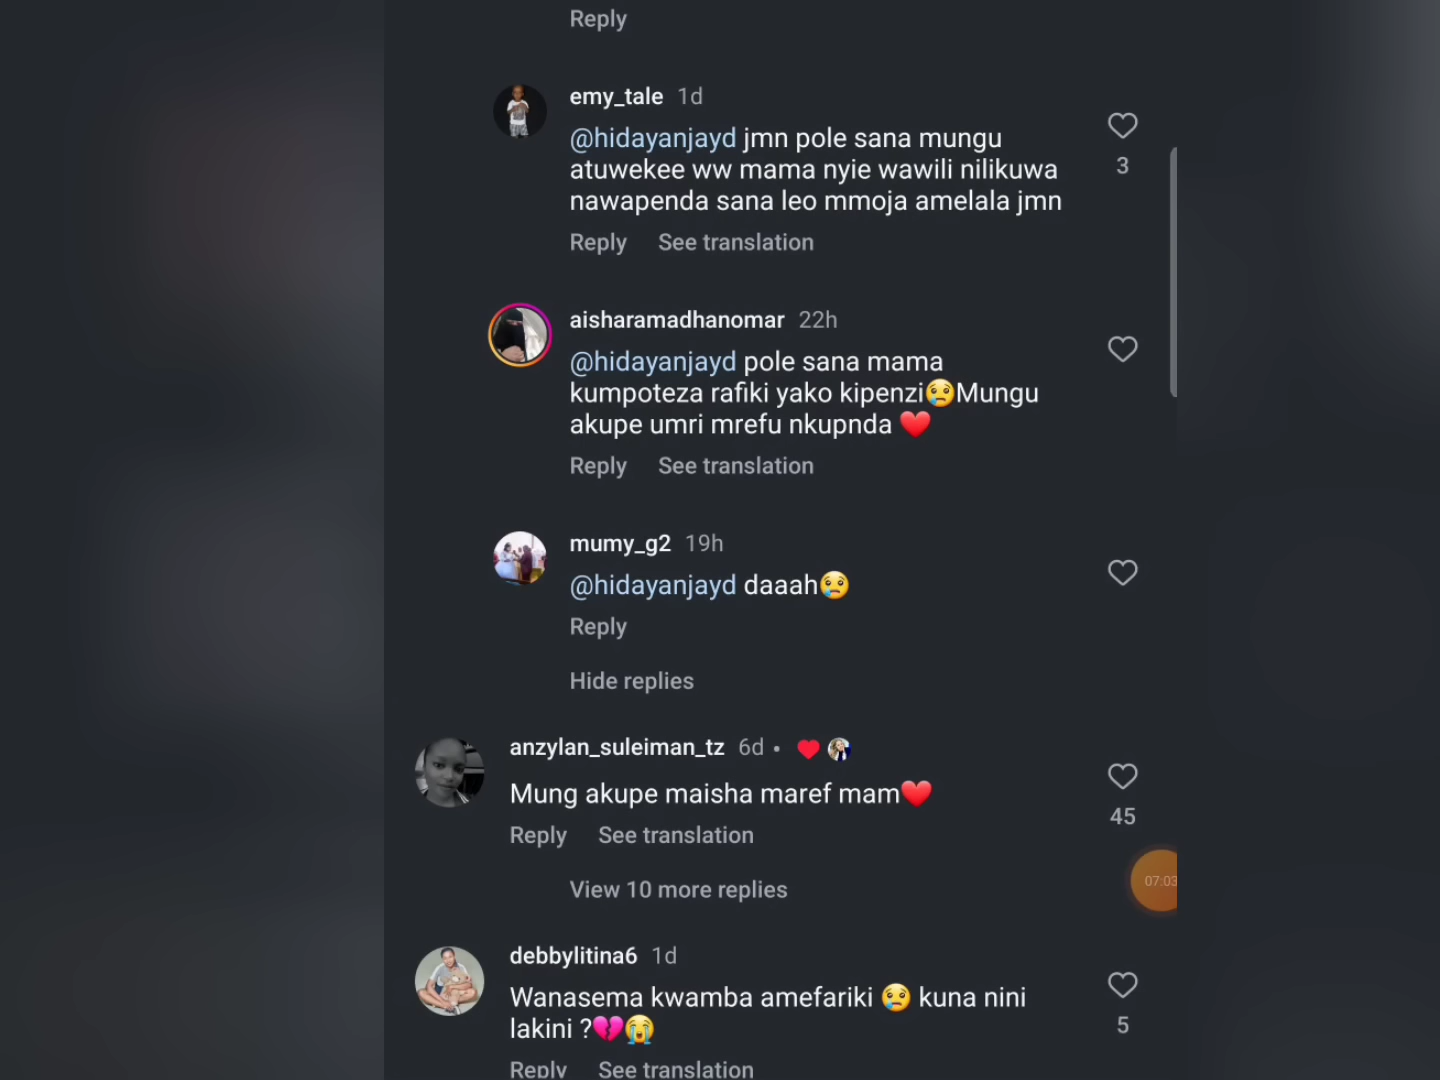 Reply
emy_tale 1d
@hidayanjayd jmn pole sana mungu
atuwekee ww mama nyie wawili nilikuwa
nawapenda sana leo mmoja amelala jmn
3
Reply See translation
aisharamadhanomar 22h
@hidayanjayd pole sana mama
kumpoteza rafiki yako kipenzi😢Mungu
akupe umri mrefu nkupnda ❤️
Reply See translation
mumy_g2 19h
@hidayanjayd daaah😢
Reply
Hide replies
anzylan_suleiman_tz 6d • ❤️
Mung akupe maisha maref mam❤️
45
Reply See translation
07:03
View 10 more replies
debbylitina6 1d
Wanasema kwamba amefariki 😢 kuna nini
lakini ?💔😭
5
Reply See translation